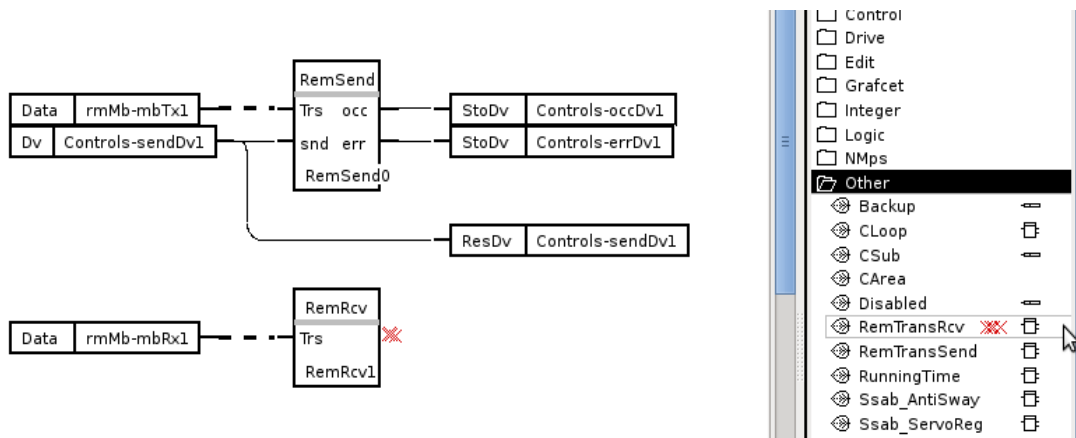 RemSend
Data rmMb-mbTx1 Trs occ StoDv Controls-occDv1
Dv Controls-sendDv1 snd err StoDv Controls-errDv1
RemSend0
ResDv Controls-sendDv1
RemRcv
Data rmMb-mbRx1 Trs
RemRcv1
Control
Drive
Edit
Grafcet
Integer
Logic
NMps
Other
Backup
CLoop
CSub
CArea
Disabled
RemTransRcv
RemTransSend
RunningTime
Ssab_AntiSway
Ssab_ServoReg